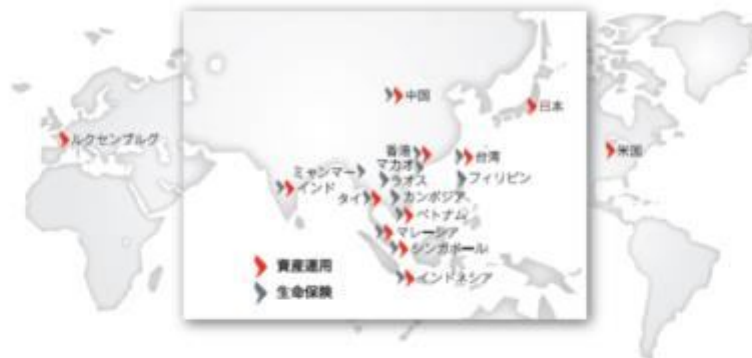 中国
日本
ルクセンブルグ
香港
台湾
米国
マカオ
ミャンマー
ラオス
フィリピン
インド
タイ
カンボジア
ベトナム
マレーシア
シンガポール
インドネシア
資産運用
生命保険